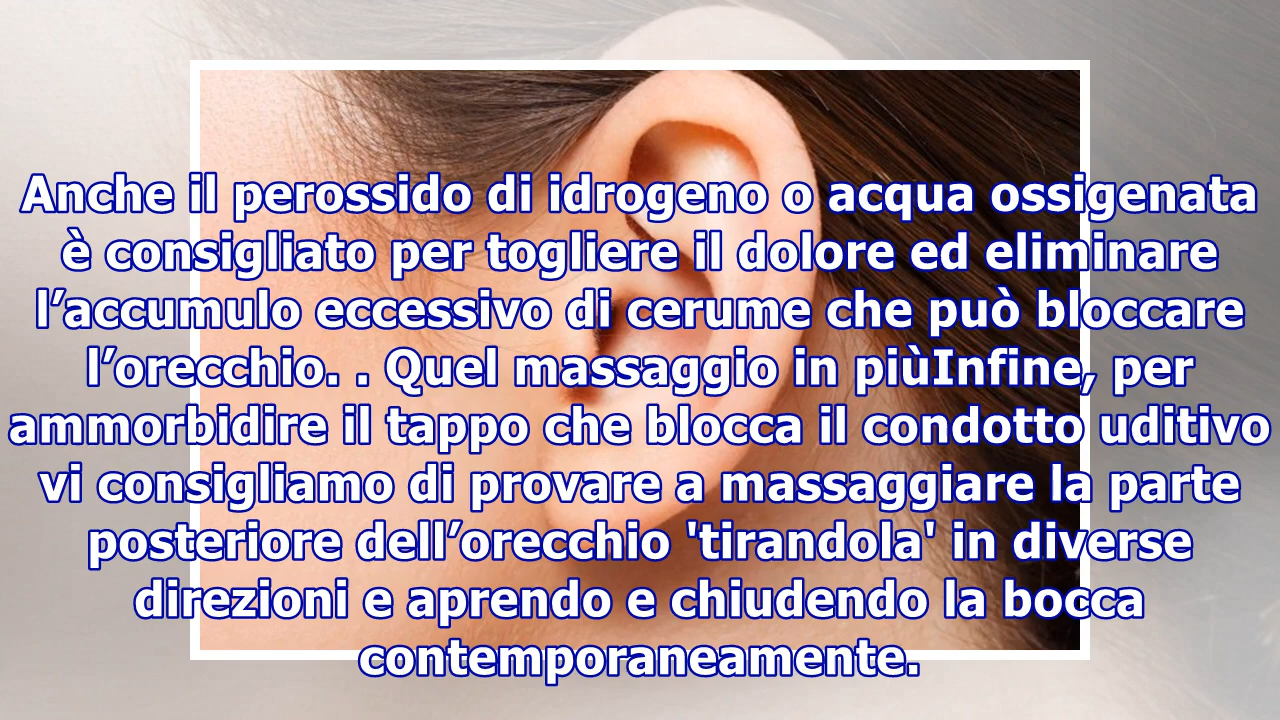 Anche il perossido di idrogeno o acqua ossigenata
è consigliato per togliere il dolore ed eliminare
l’accumulo eccessivo di cerume che può bloccare
l’orecchio. . Quel massaggio in piùInfine, per
ammorbidire il tappo che blocca il condotto uditivo
vi consigliamo di provare a massaggiare la parte
posteriore dell’orecchio 'tirandola' in diverse
direzioni e aprendo e chiudendo la bocca
contemporaneamente.